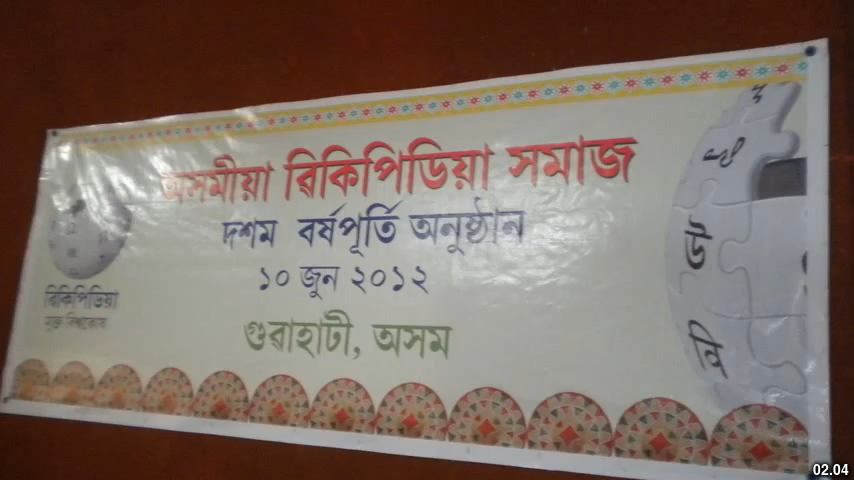 অসমীয়া ৱিকিপিডিয়া সমাজ
দশম বৰ্ষপূৰ্তি অনুষ্ঠান
১০ জুন ২০১২
গুৱাহাটী, অসম
ৱিকিপিডিয়া
মুক্ত বিশ্বকোষ
02.04